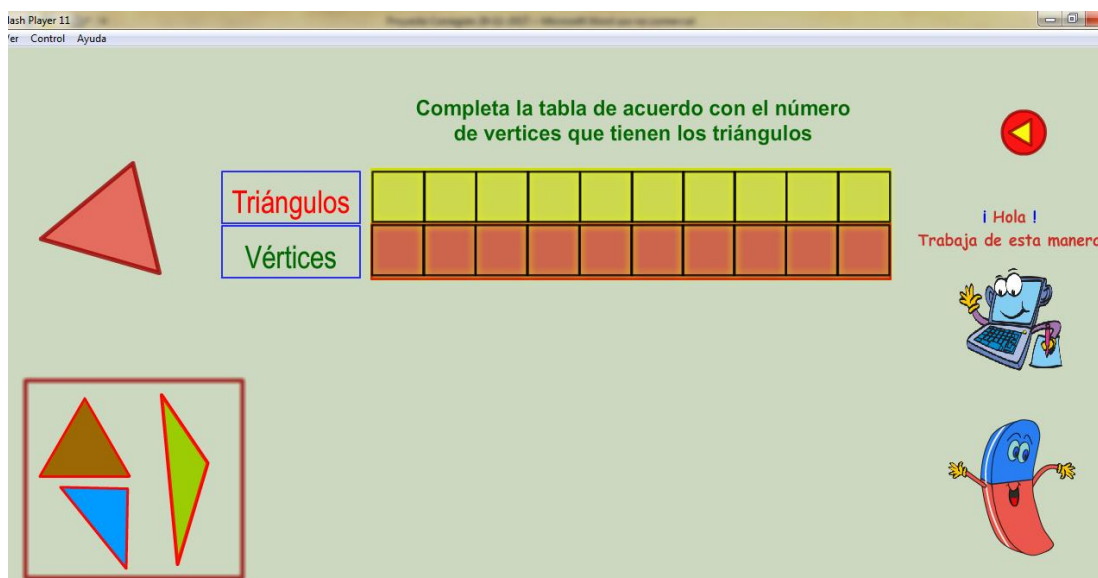 lash Player 11
Ver Control Ayuda
Completa la tabla de acuerdo con el número
de vertices que tienen los triángulos
Triángulos
Vértices
¡ Hola !
Trabaja de esta manera